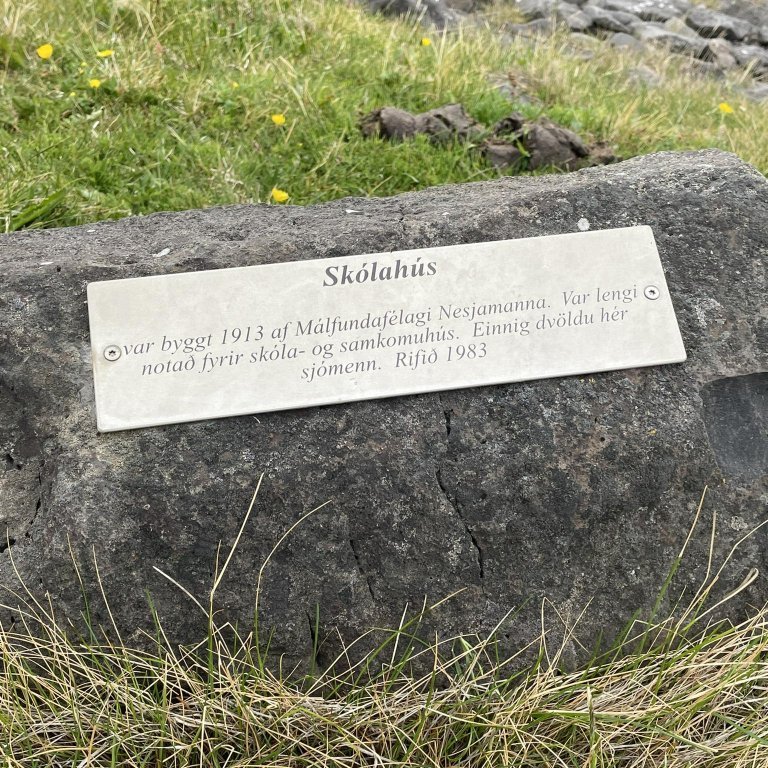 Skólahús
var byggt 1913 af Málfundafélagi Nesjamanna. Var lengi
notað fyrir skóla- og samkomuhús. Einnig dvöldu hér
sjómenn. Rifið 1983